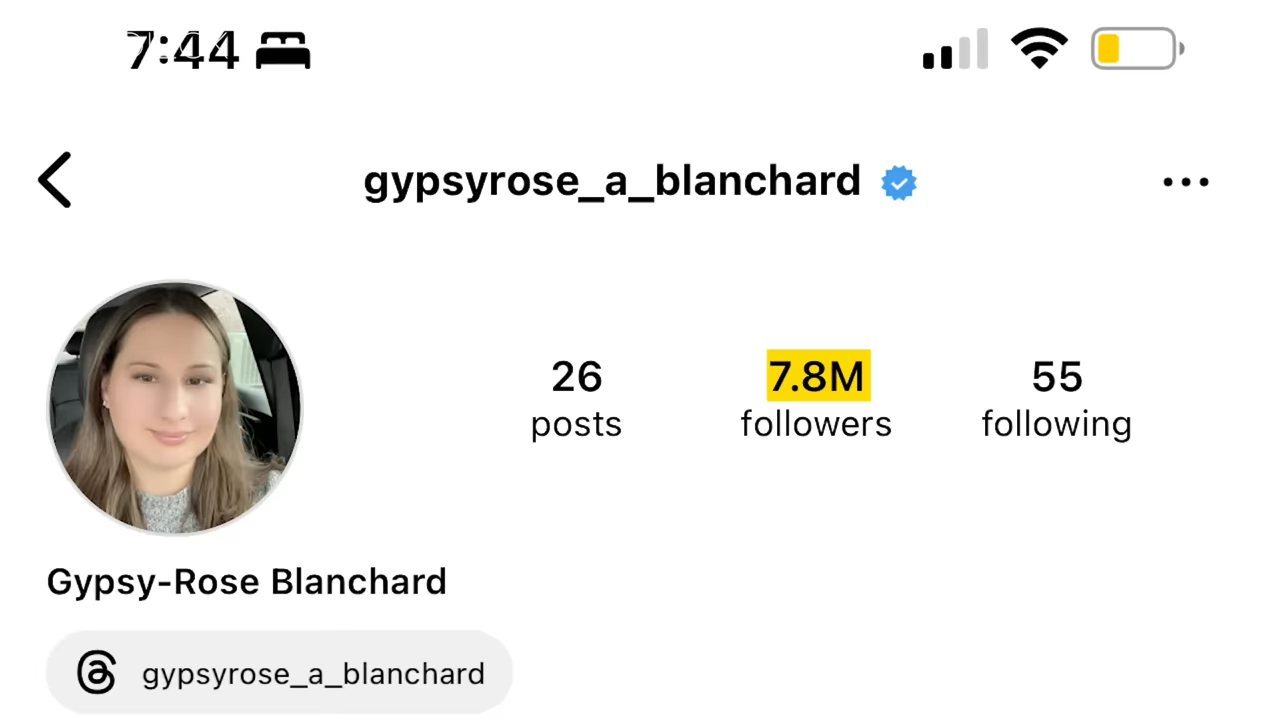 7:44
gypsyrose_a_blanchard
26 7.8M 55
posts followers following
Gypsy-Rose Blanchard
gypsyrose_a_blanchard